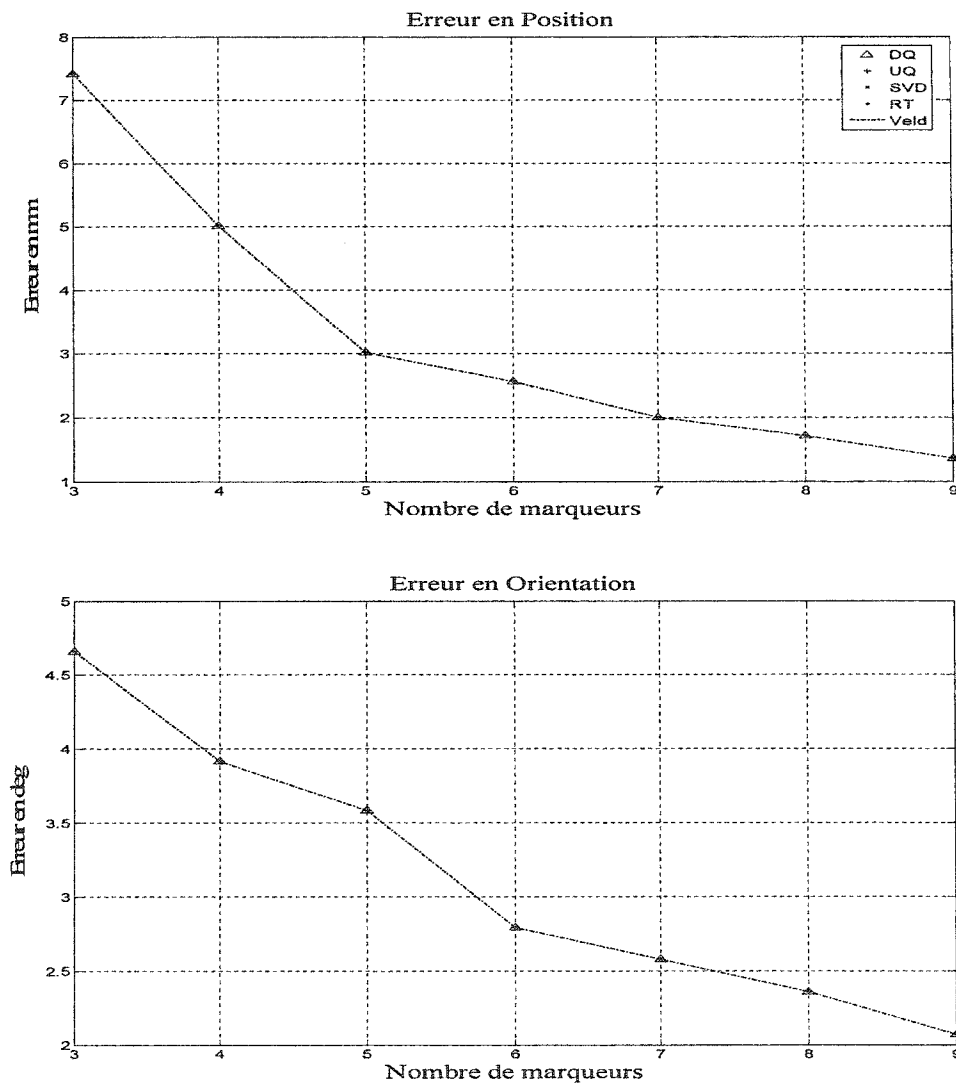 Erreur en Position
8
7
6
5
4
3
2
1
Erreur en mm
DQ
UQ
SVD
RT
Veld
3 4 5 6 7 8 9
Nombre de marqueurs
Erreur en Orientation
5
4.5
4
3.5
3
2.5
2
Erreur en deg
3 4 5 6 7 8 9
Nombre de marqueurs